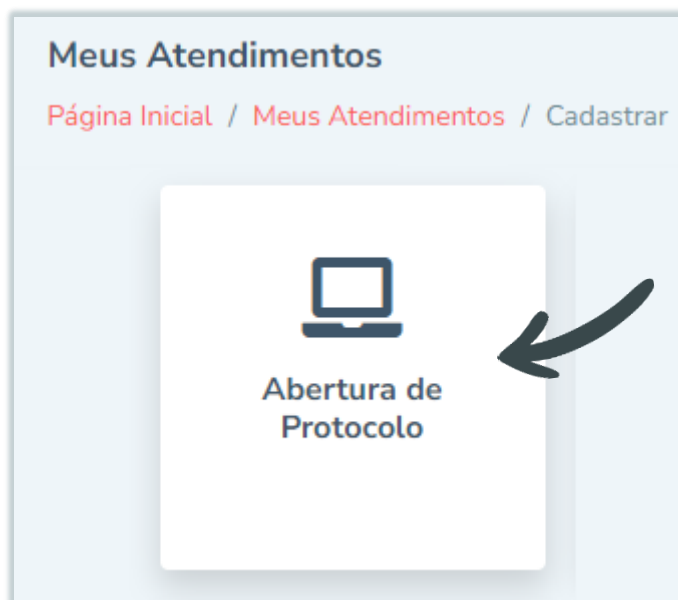 Meus Atendimentos
Página Inicial / Meus Atendimentos / Cadastrar
Abertura de
Protocolo